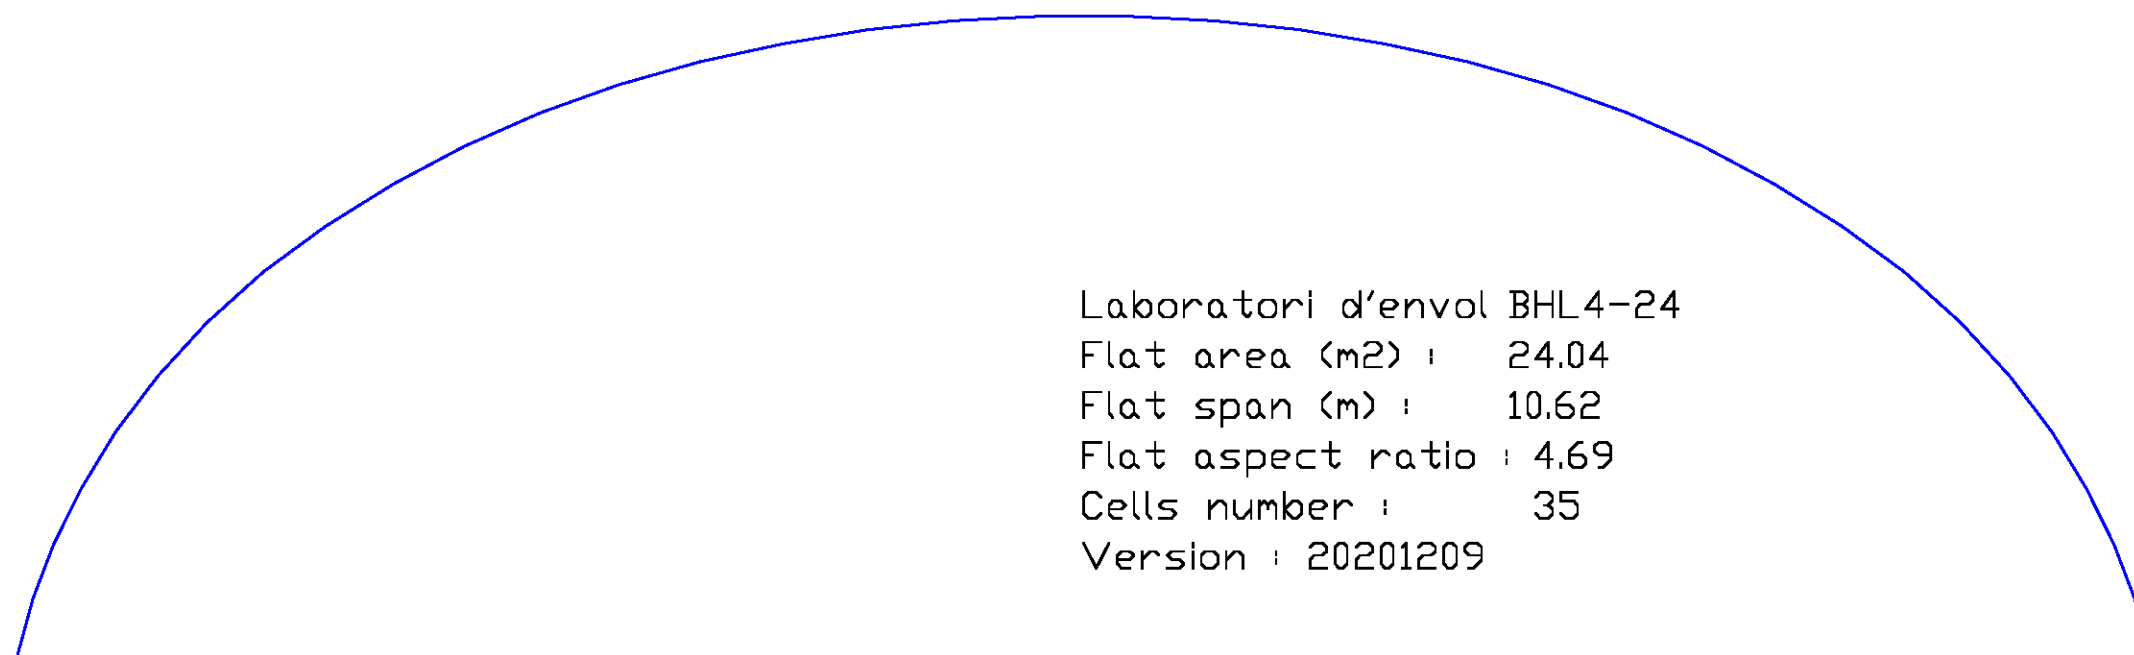 Laboratori d'envol BHL4-24
Flat area (m2) : 24.04
Flat span (m) : 10.62
Flat aspect ratio : 4.69
Cells number : 35
Version : 20201209